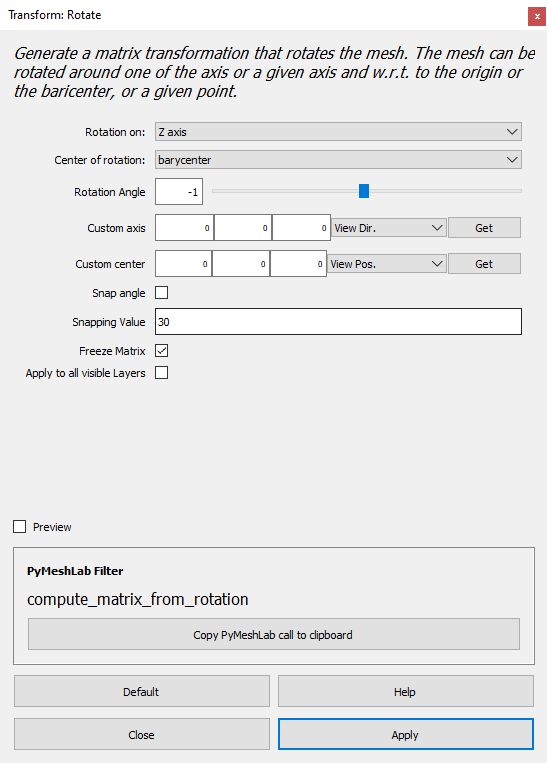 Transform: Rotate
x
Generate a matrix transformation that rotates the mesh. The mesh can be
rotated around one of the axis or a given axis and w.r.t. to the origin or
the baricenter, or a given point.
Rotation on: Z axis
Center of rotation: barycenter
Rotation Angle -1
Custom axis 0 0 0 View Dir. Get
Custom center 0 0 0 View Pos. Get
Snap angle
Snapping Value 30
Freeze Matrix
Apply to all visible Layers
Preview
PyMeshLab Filter
compute_matrix_from_rotation
Copy PyMeshLab call to clipboard
Default Help
Close Apply